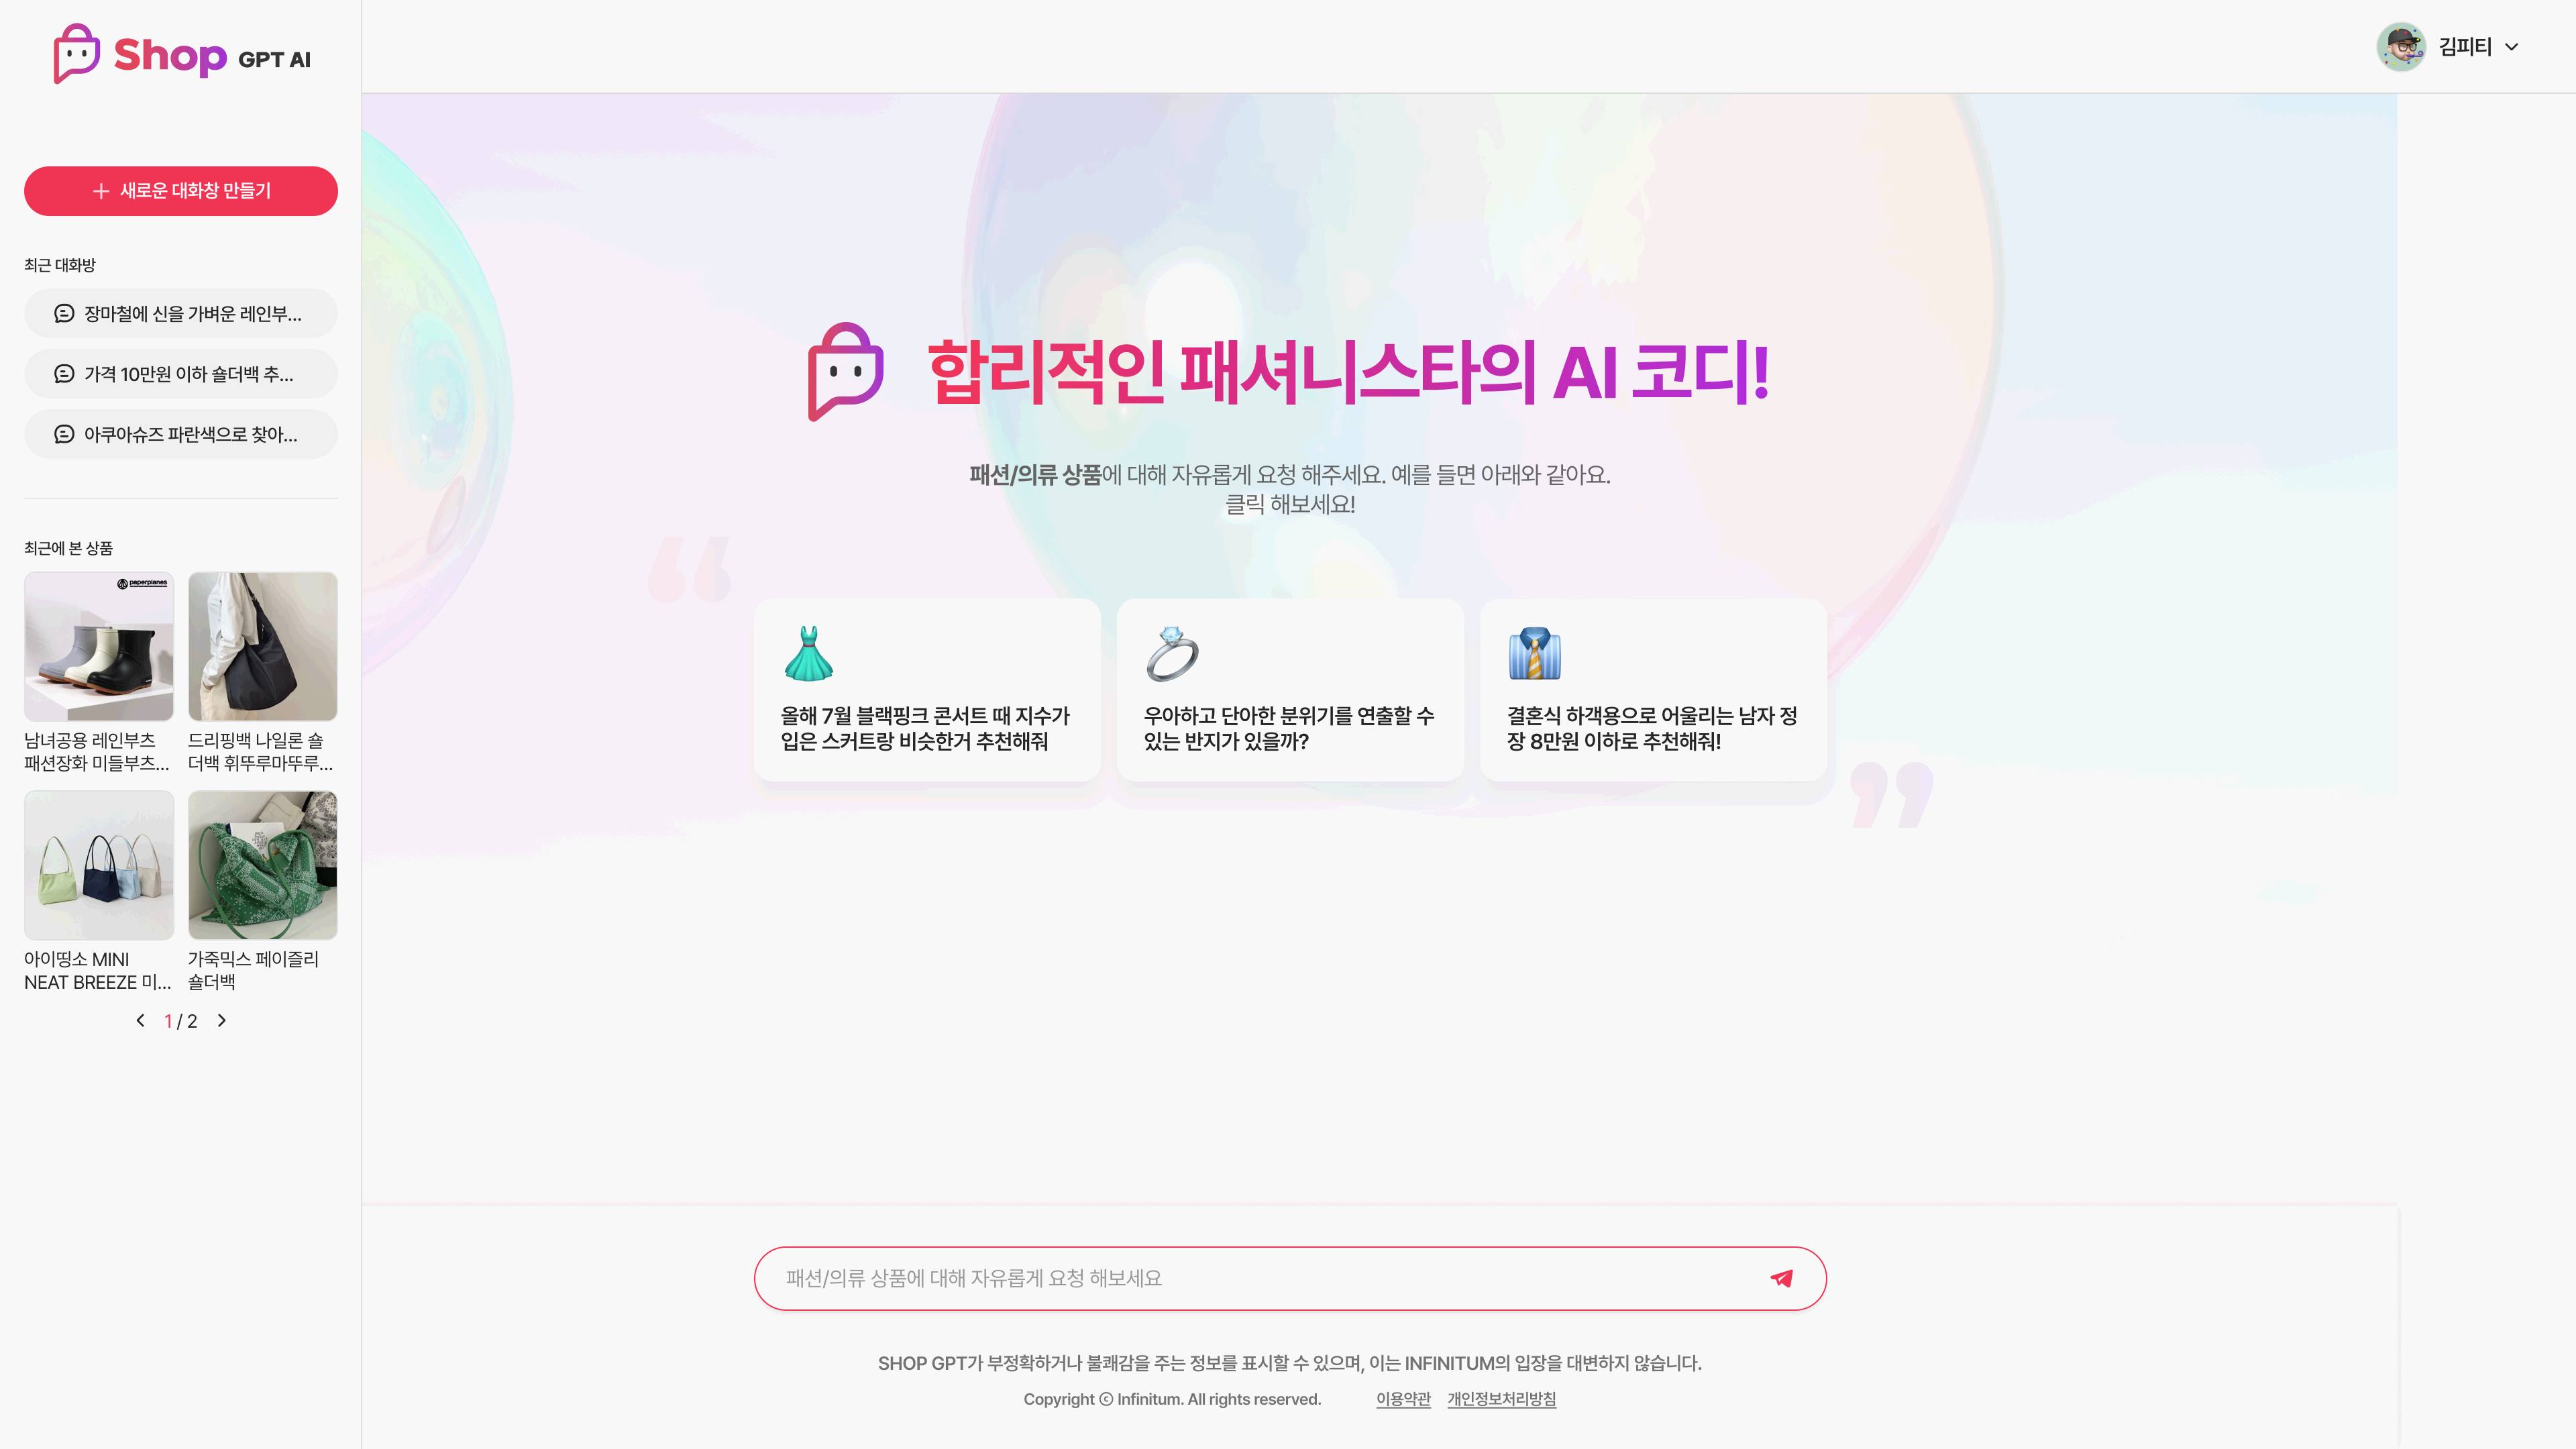 Shop GPT AI
김피티
새로운 대화창 만들기
최근 대화방
장마철에 신을 가벼운 레인부...
가격 10만원 이하 숄더백 추...
아쿠아슈즈 파란색으로 찾아...
최근에 본 상품
paperplanes
남녀공용 레인부츠
패션장화 미들부츠...
드리핑백 나일론 숄
더백 휘뚜루마뚜루...
아이띵소 MINI
NEAT BREEZE 미...
가죽믹스 페이즐리
숄더백
1 / 2
합리적인 패셔니스타의 AI 코디!
패션/의류 상품에 대해 자유롭게 요청 해주세요. 예를 들면 아래와 같아요.
클릭 해보세요!
“
올해 7월 블랙핑크 콘서트 때 지수가
입은 스커트랑 비슷한거 추천해줘
우아하고 단아한 분위기를 연출할 수
있는 반지가 있을까?
결혼식 하객용으로 어울리는 남자 정
장 8만원 이하로 추천해줘!
”
패션/의류 상품에 대해 자유롭게 요청 해보세요
SHOP GPT가 부정확하거나 불쾌감을 주는 정보를 표시할 수 있으며, 이는 INFINITUM의 입장을 대변하지 않습니다.
Copyright ⓒ Infinitum. All rights reserved. 이용약관 개인정보처리방침